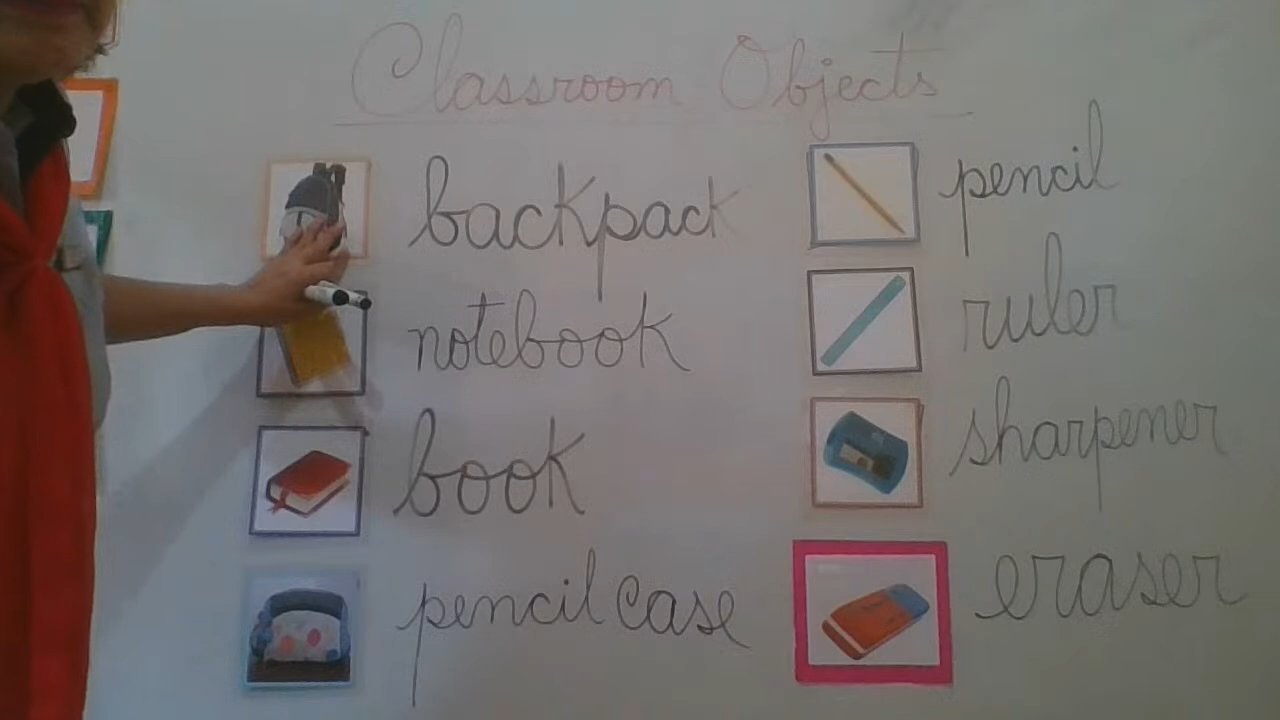 Classroom Objects
backpack
notebook
book
pencil case
pencil
ruler
sharpener
eraser